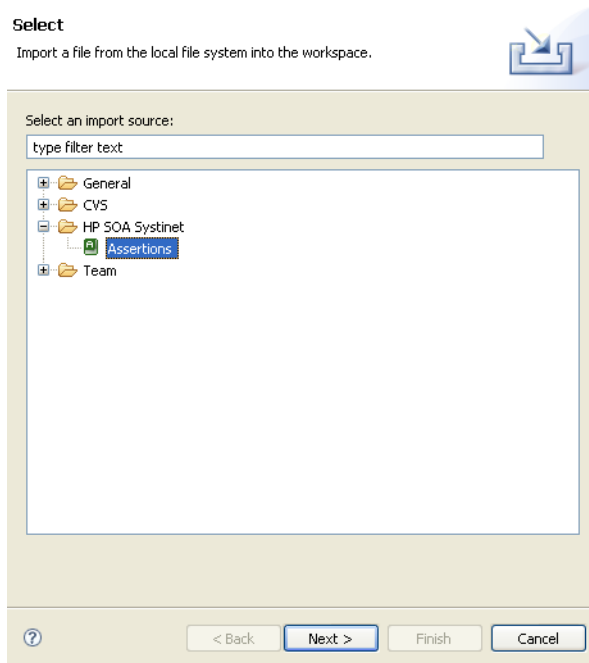 Select
Import a file from the local file system into the workspace.
Select an import source:
type filter text
General
CVS
HP SOA Systinet
Assertions
Team
< Back Next > Finish Cancel